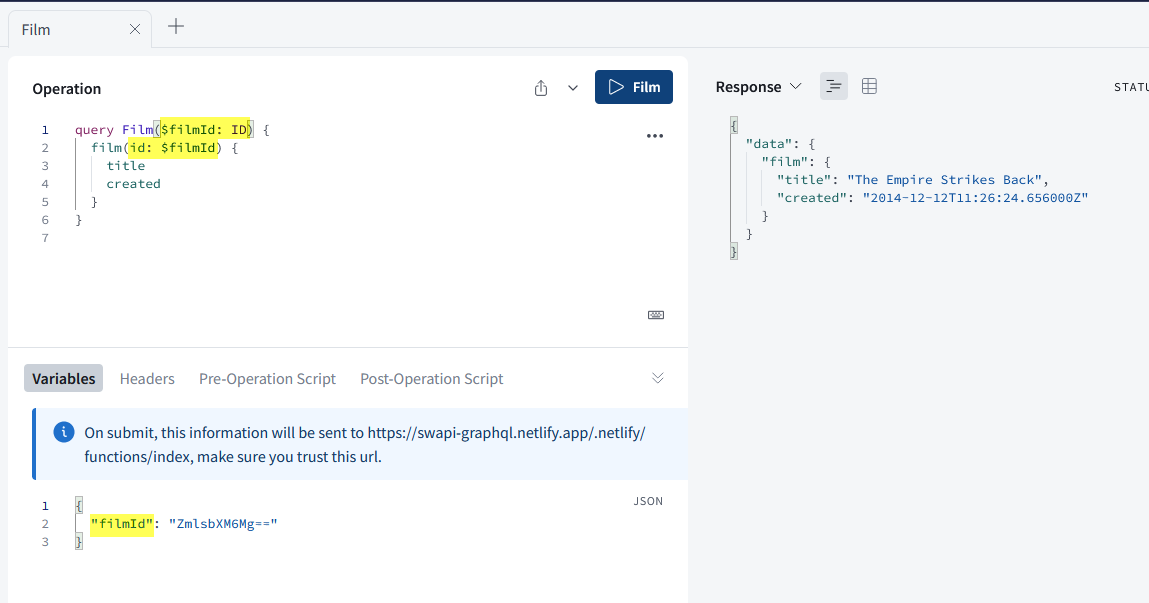 Film
Operation
Film
1 query Film($filmId: ID) {
2 film(id: $filmId) {
3 title
4 created
5 }
6 }
7
Variables Headers Pre-Operation Script Post-Operation Script
On submit, this information will be sent to https://swapi-graphql.netlify.app/.netlify/
functions/index, make sure you trust this url.
JSON
1 {
2 "filmId": "ZmlsbXM6Mg=="
3 }
Response
STATU
{
"data": {
"film": {
"title": "The Empire Strikes Back",
"created": "2014-12-12T11:26:24.656000Z"
}
}
}